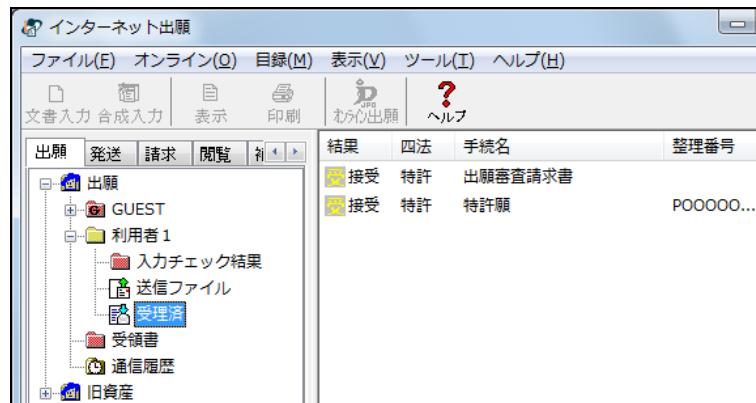 インターネット出願
ファイル(F) オンライン(O) 目録(M) 表示(V) ツール(T) ヘルプ(H)
文書入力 合成入力 表示 印刷 オンライン出願 ヘルプ
出願 発送 請求 閲覧
結果 四法 手続名 整理番号
受 接受 特許 出願審査請求書
受 接受 特許 特許願 P00000...
出願
GUEST
利用者1
入力チェック結果
送信ファイル
受理済
受領書
通信履歴
旧資産